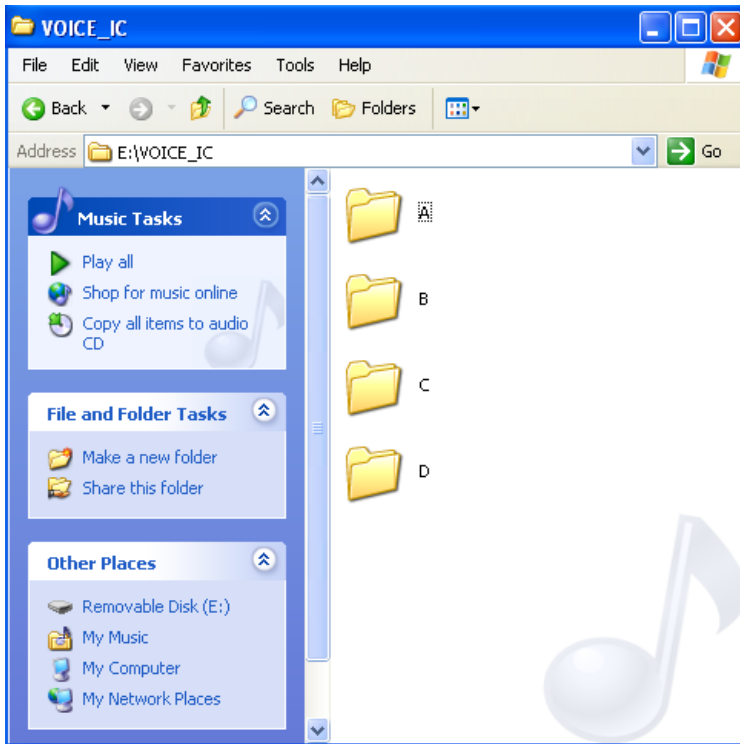 VOICE_IC
File Edit View Favorites Tools Help
Back Search Folders
Address E:\VOICE_IC Go
Music Tasks
Play all
Shop for music online
Copy all items to audio
CD
File and Folder Tasks
Make a new folder
Share this folder
Other Places
Removable Disk (E:)
My Music
My Computer
My Network Places
A
B
C
D